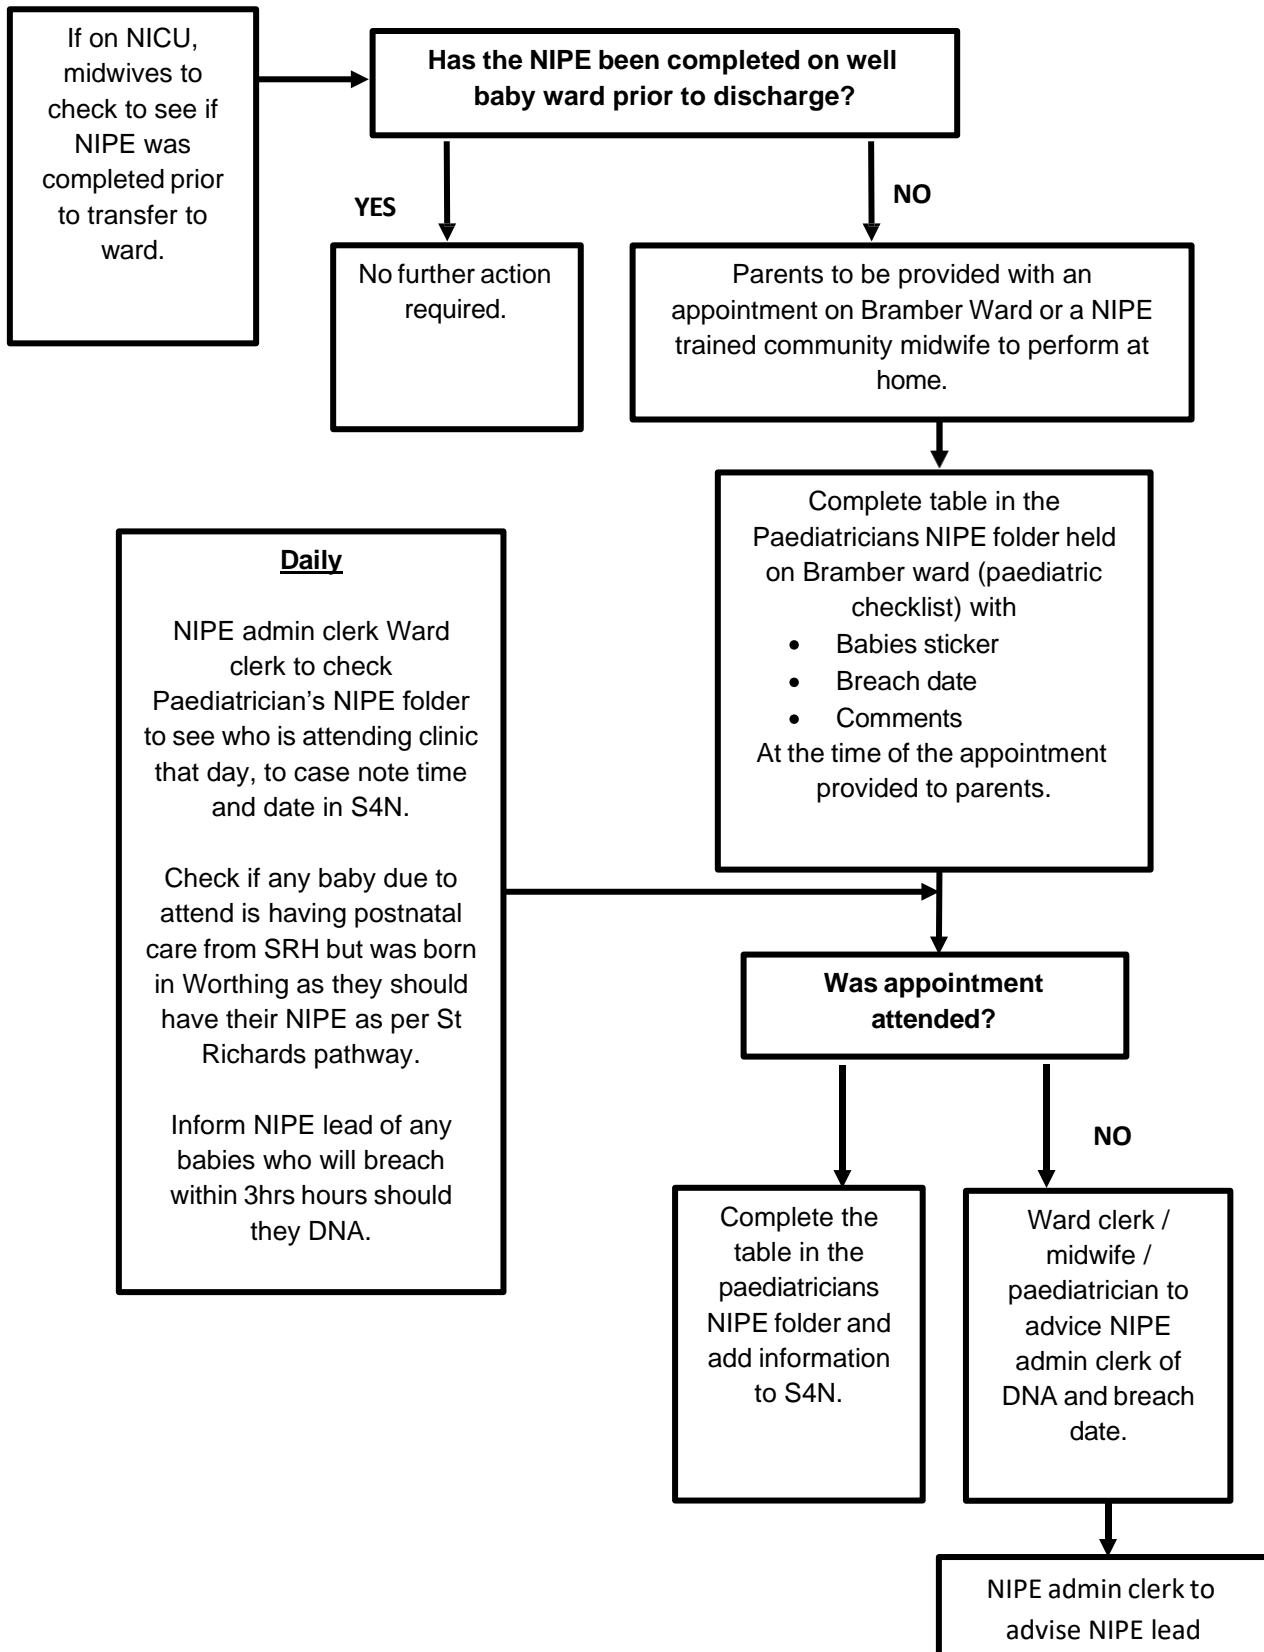 If on NICU,
midwives to
check to see if
NIPE was
completed prior
to transfer to
ward.
Has the NIPE been completed on well
baby ward prior to discharge?
YES
NO
No further action
required.
Parents to be provided with an
appointment on Bramber Ward or a NIPE
trained community midwife to perform at
home.
Complete table in the
Paediatricians NIPE folder held
on Bramber ward (paediatric
checklist) with
• Babies sticker
• Breach date
• Comments
At the time of the appointment
provided to parents.
Daily
NIPE admin clerk Ward
clerk to check
Paediatrician's NIPE folder
to see who is attending clinic
that day, to case note time
and date in S4N.
Check if any baby due to
attend is having postnatal
care from SRH but was born
in Worthing as they should
have their NIPE as per St
Richards pathway.
Inform NIPE lead of any
babies who will breach
within 3hrs hours should
they DNA.
Was appointment
attended?
NO
Complete the
table in the
paediatricians
NIPE folder and
add information
to S4N.
Ward clerk /
midwife /
paediatrician to
advice NIPE
admin clerk of
DNA and breach
date.
NIPE admin clerk to
advise NIPE lead